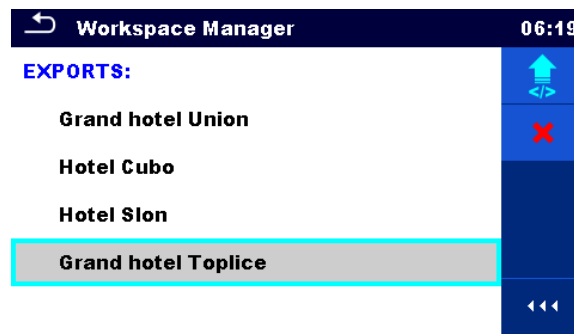 Workspace Manager 06:19
EXPORTS:
</>
Grand hotel Union
Hotel Cubo
Hotel Slon
Grand hotel Toplice